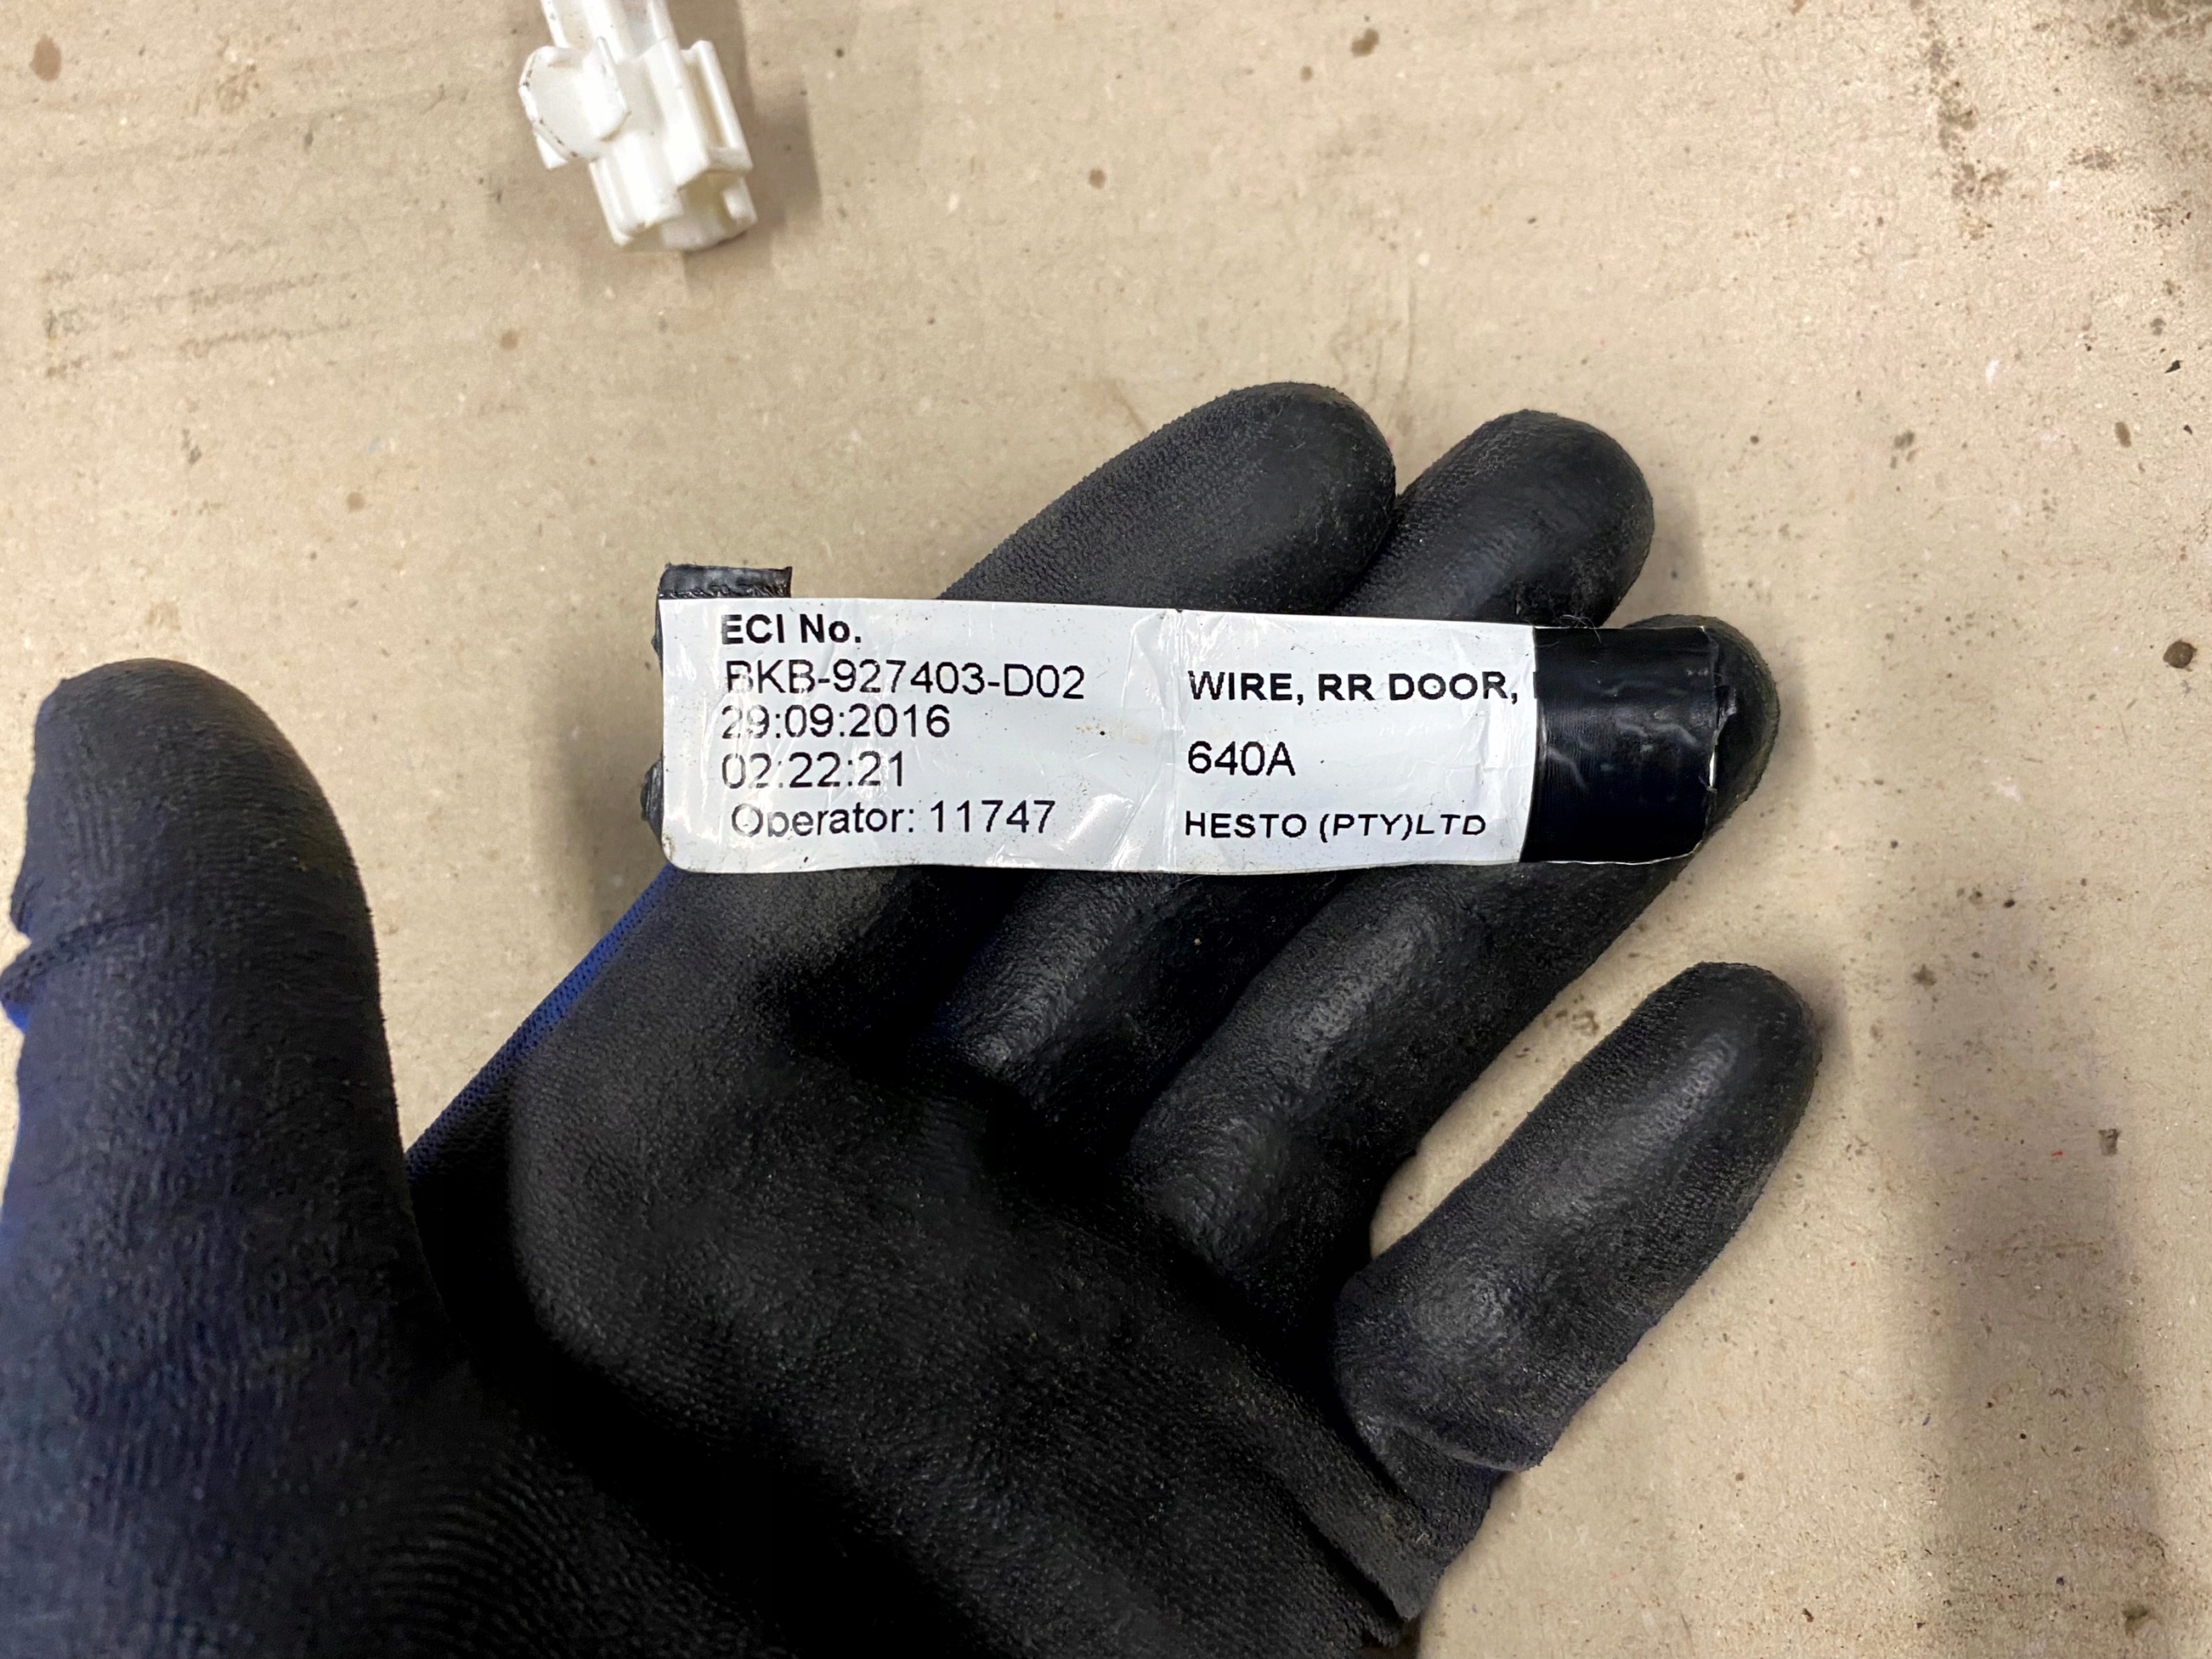 ECI No.
BKB-927403-D02
29:09:2016
02:22:21
Operator: 11747
WIRE, RR DOOR,
640A
HESTO (PTY)LTD